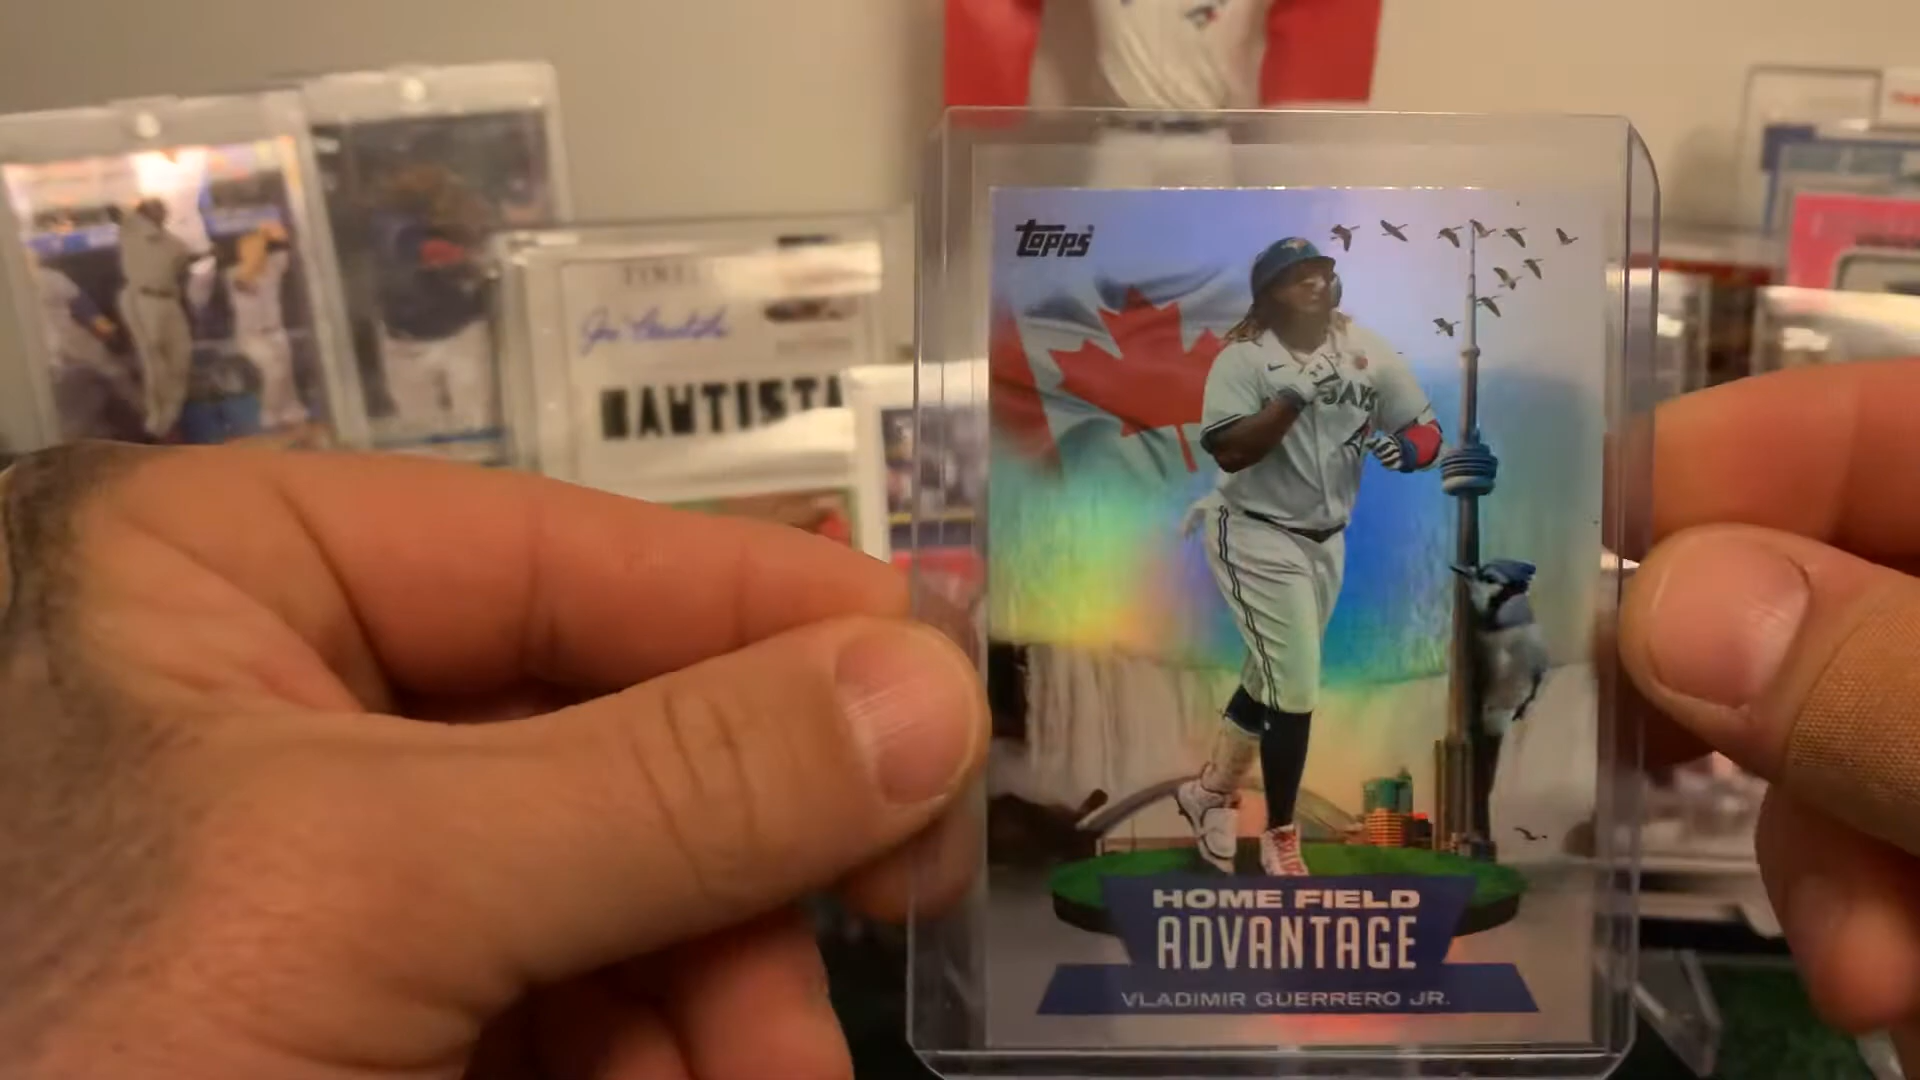 BAUTISTA
topps
JAYS
HOME FIELD
ADVANTAGE
VLADIMIR GUERRERO JR.